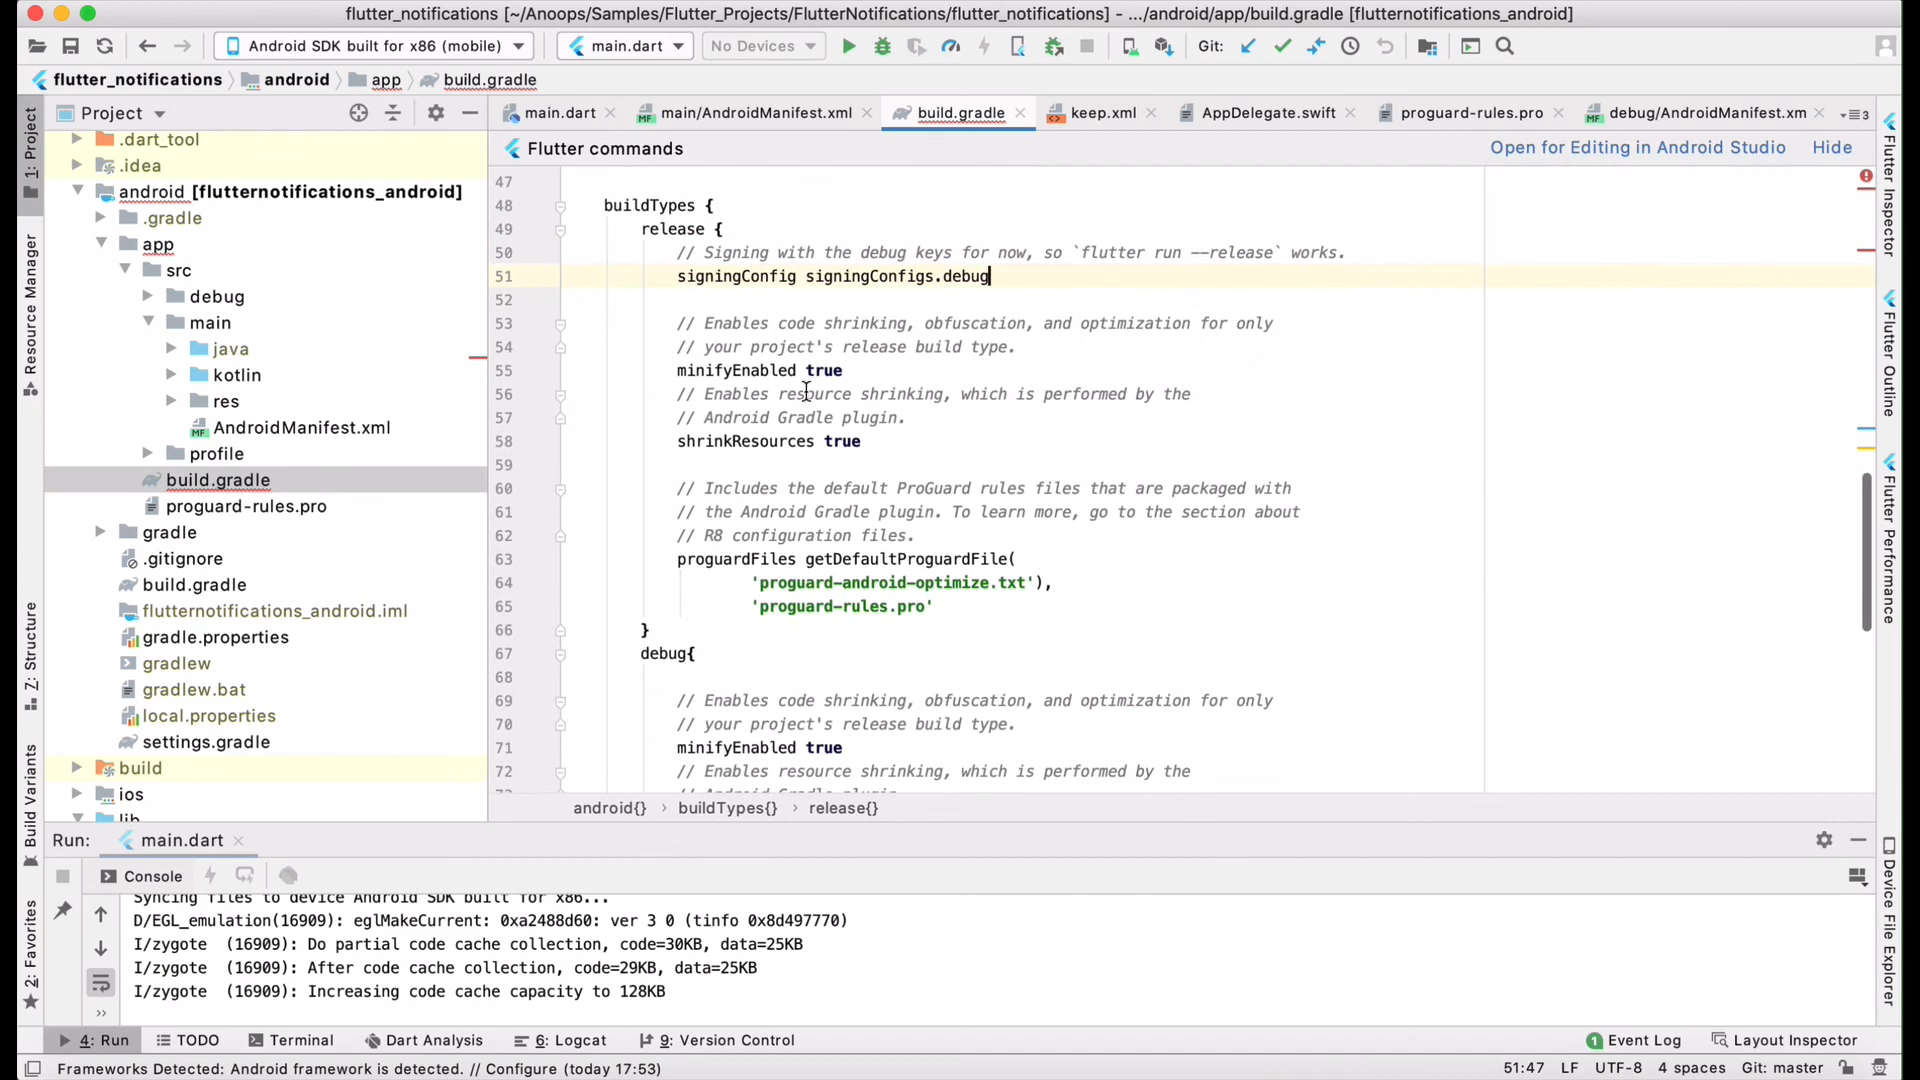 flutter_notifications [~/Anoops/Samples/Flutter_Projects/FlutterNotifications/flutter_notifications] - .../android/app/build.gradle [flutternotifications_android]
Android SDK built for x86 (mobile)
main.dart
No Devices
Git:
flutter_notifications
android
app
build.gradle
Project
main.dart
main/AndroidManifest.xml
build.gradle
keep.xml
AppDelegate.swift
proguard-rules.pro
debug/AndroidManifest.xm
3
Flutter commands
Open for Editing in Android Studio
Hide
1: Project
Resource Manager
Z: Structure
Build Variants
2: Favorites
.dart_tool
.idea
android [flutternotifications_android]
.gradle
app
src
debug
main
java
kotlin
res
AndroidManifest.xml
profile
build.gradle
proguard-rules.pro
gradle
.gitignore
build.gradle
flutternotifications_android.iml
gradle.properties
gradlew
gradlew.bat
local.properties
settings.gradle
build
ios
lib
47
48 buildTypes {
49 release {
50 // Signing with the debug keys for now, so `flutter run --release` works.
51 signingConfig signingConfigs.debug
52
53 // Enables code shrinking, obfuscation, and optimization for only
54 // your project's release build type.
55 minifyEnabled true
56 // Enables resource shrinking, which is performed by the
57 // Android Gradle plugin.
58 shrinkResources true
59
60 // Includes the default ProGuard rules files that are packaged with
61 // the Android Gradle plugin. To learn more, go to the section about
62 // R8 configuration files.
63 proguardFiles getDefaultProguardFile(
64 'proguard-android-optimize.txt'),
65 'proguard-rules.pro'
66 }
67 debug{
68
69 // Enables code shrinking, obfuscation, and optimization for only
70 // your project's release build type.
71 minifyEnabled true
72 // Enables resource shrinking, which is performed by the
// Android Gradle plugin
android{} › buildTypes{} › release{}
Flutter Inspector
Flutter Outline
Flutter Performance
Device File Explorer
Run:
main.dart
Console
Syncing files to device Android SDK built for x86...
D/EGL_emulation(16909): eglMakeCurrent: 0xa2488d60: ver 3 0 (tinfo 0x8d497770)
I/zygote  (16909): Do partial code cache collection, code=30KB, data=25KB
I/zygote  (16909): After code cache collection, code=29KB, data=25KB
I/zygote  (16909): Increasing code cache capacity to 128KB
4: Run
TODO
Terminal
Dart Analysis
6: Logcat
9: Version Control
1 Event Log
Layout Inspector
Frameworks Detected: Android framework is detected. // Configure (today 17:53)
51:47
LF
UTF-8
4 spaces
Git: master